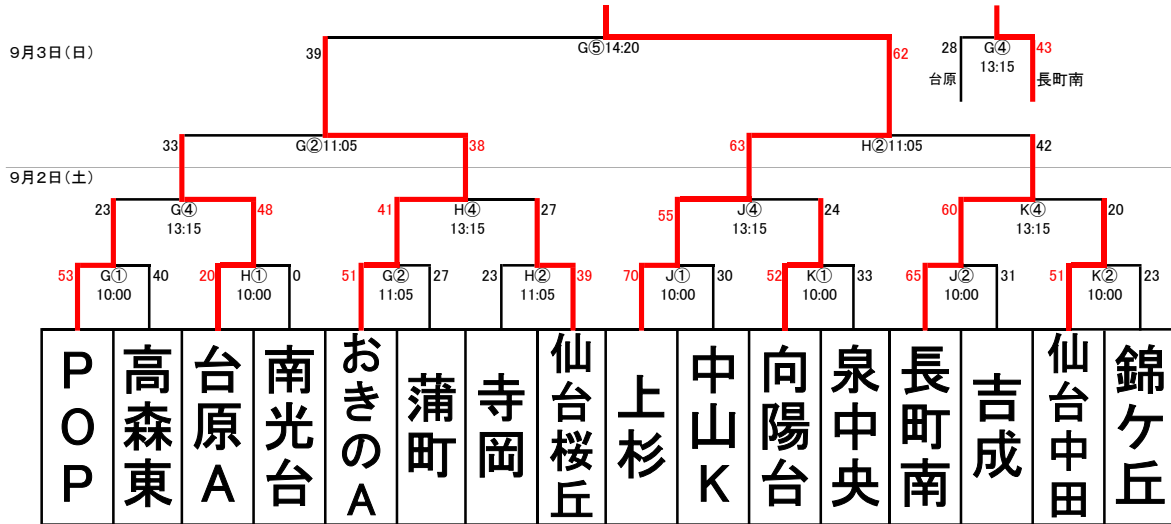 9月3日(日)
39
G⑤14:20
62
28
G④
43
13:15
台原
長町南
33
G②11:05
38
63
H②11:05
42
9月2日(土)
23
G④
48
13:15
41
H④
27
13:15
55
J④
24
13:15
60
K④
20
13:15
53
G①
40
10:00
20
H①
0
10:00
51
G②
27
11:05
23
H②
39
11:05
70
J①
30
10:00
52
K①
33
10:00
65
J②
31
10:00
51
K②
23
10:00
POP
高森東
台原A
南光台
おきのA
蒲町
寺岡
仙台桜丘
上杉
中山K
向陽台
泉中央
長町南
吉成
仙台中田
錦ケ丘